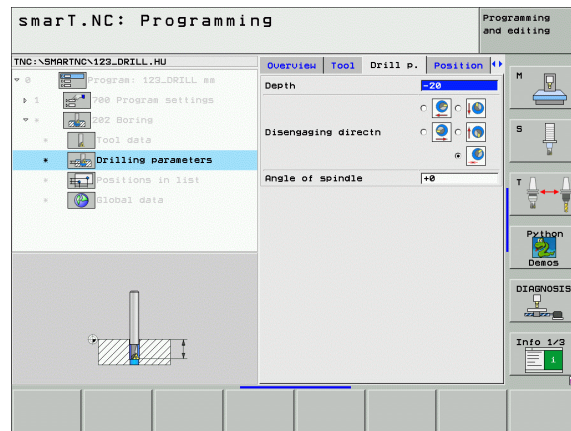 smarT.NC: Programming
Programming
and editing
TNC:\SMARTNC\123_DRILL.HU
0 Program: 123_DRILL mm
1 700 Program settings
* 202 Boring
* Tool data
* Drilling parameters
* Positions in list
* Global data
Overview Tool Drill p. Position
Depth -20
Disengaging directn
Angle of spindle +0
M
S
T
Python
Demos
DIAGNOSIS
Info 1/3
1